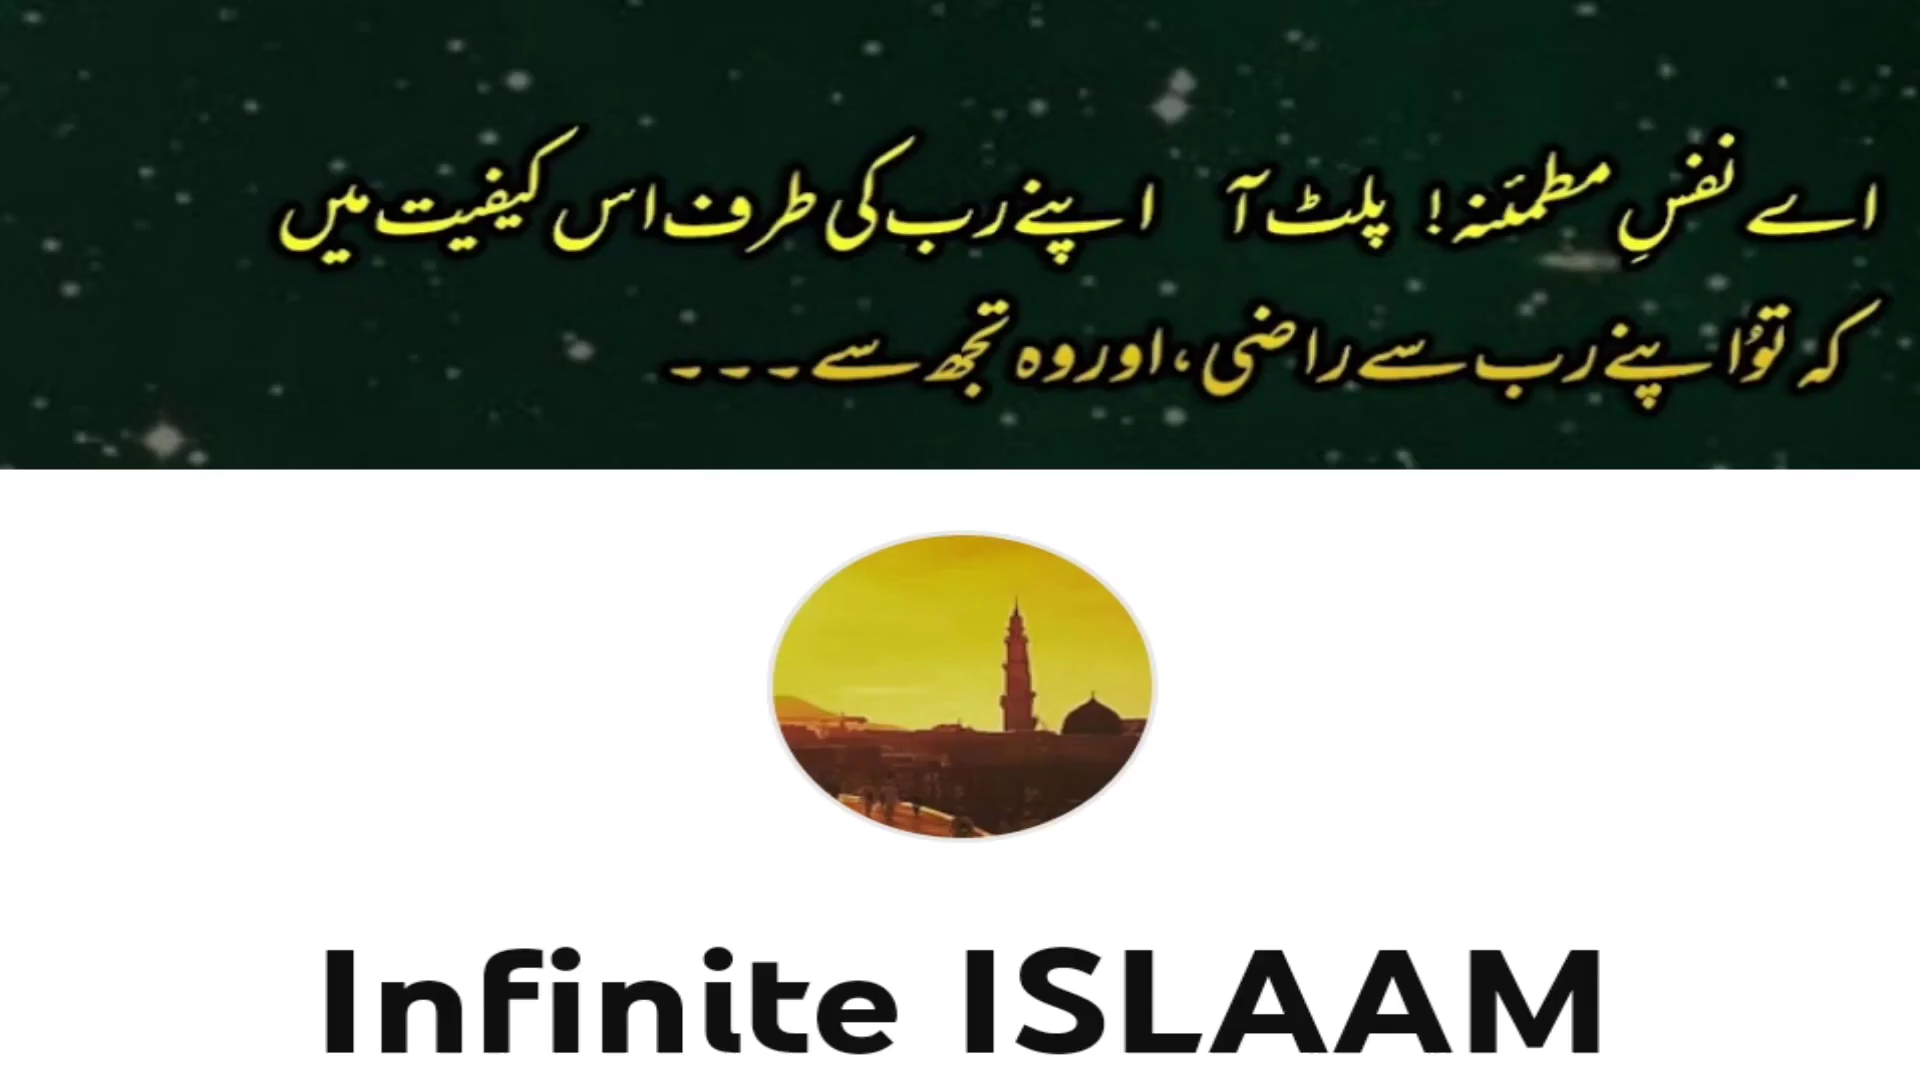 اے نفسِ مطمئنہ! پلٹ آ اپنے رب کی طرف اس کیفیت میں
کہ تُو اپنے رب سے راضی، اور وہ تجھ سے ۔ ۔ ۔
Infinite ISLAAM